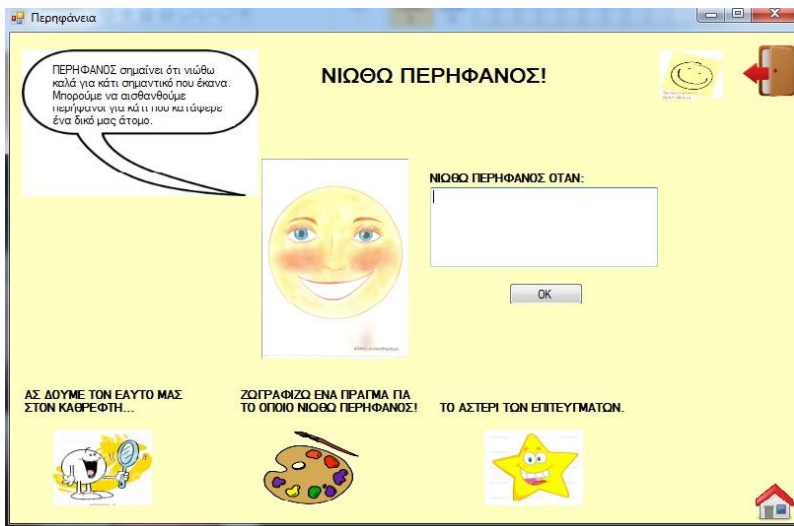 Περηφάνεια
ΠΕΡΗΦΑΝΟΣ σημαίνει ότι νιώθω
καλά για κάτι σημαντικό που έκανα.
Μπορούμε να αισθανθούμε
περήφανοι για κάτι που κατάφερε
ένα δικό μας άτομο.
ΝΙΩΘΩ ΠΕΡΗΦΑΝΟΣ!
ΝΙΩΘΩ ΠΕΡΗΦΑΝΟΣ ΟΤΑΝ:
OK
ΑΣ ΔΟΥΜΕ ΤΟΝ ΕΑΥΤΟ ΜΑΣ
ΣΤΟΝ ΚΑΘΡΕΦΤΗ...
ΖΩΓΡΑΦΙΖΩ ΕΝΑ ΠΡΑΓΜΑ ΓΙΑ
ΤΟ ΟΠΟΙΟ ΝΙΩΘΩ ΠΕΡΗΦΑΝΟΣ!
ΤΟ ΑΣΤΕΡΙ ΤΩΝ ΕΠΙΤΕΥΓΜΑΤΩΝ.